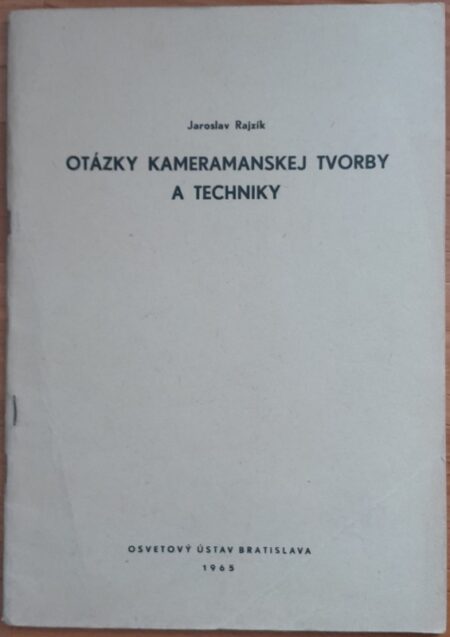 Jaroslav Rajzík
OTÁZKY KAMERAMANSKEJ TVORBY
A TECHNIKY
OSVETOVÝ ÚSTAV BRATISLAVA
1965